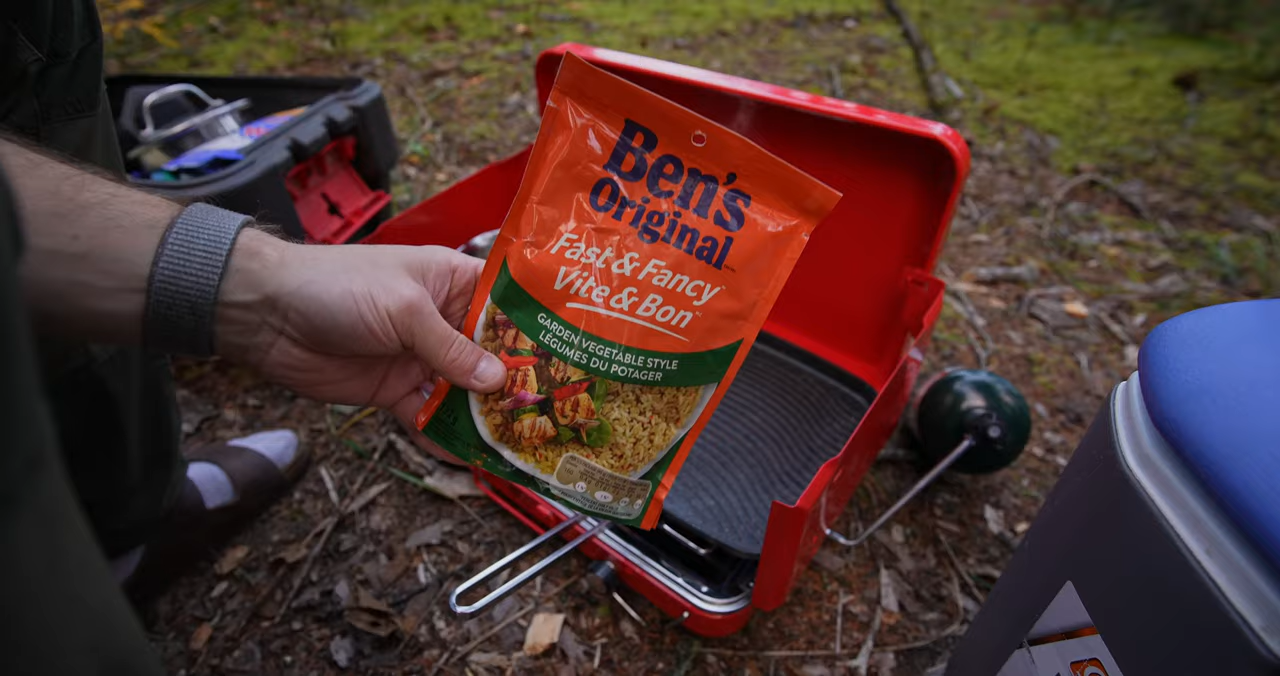 Ben's
Original
Fast & Fancy
Vite & Bon
GARDEN VEGETABLE STYLE
LÉGUMES DU POTAGER